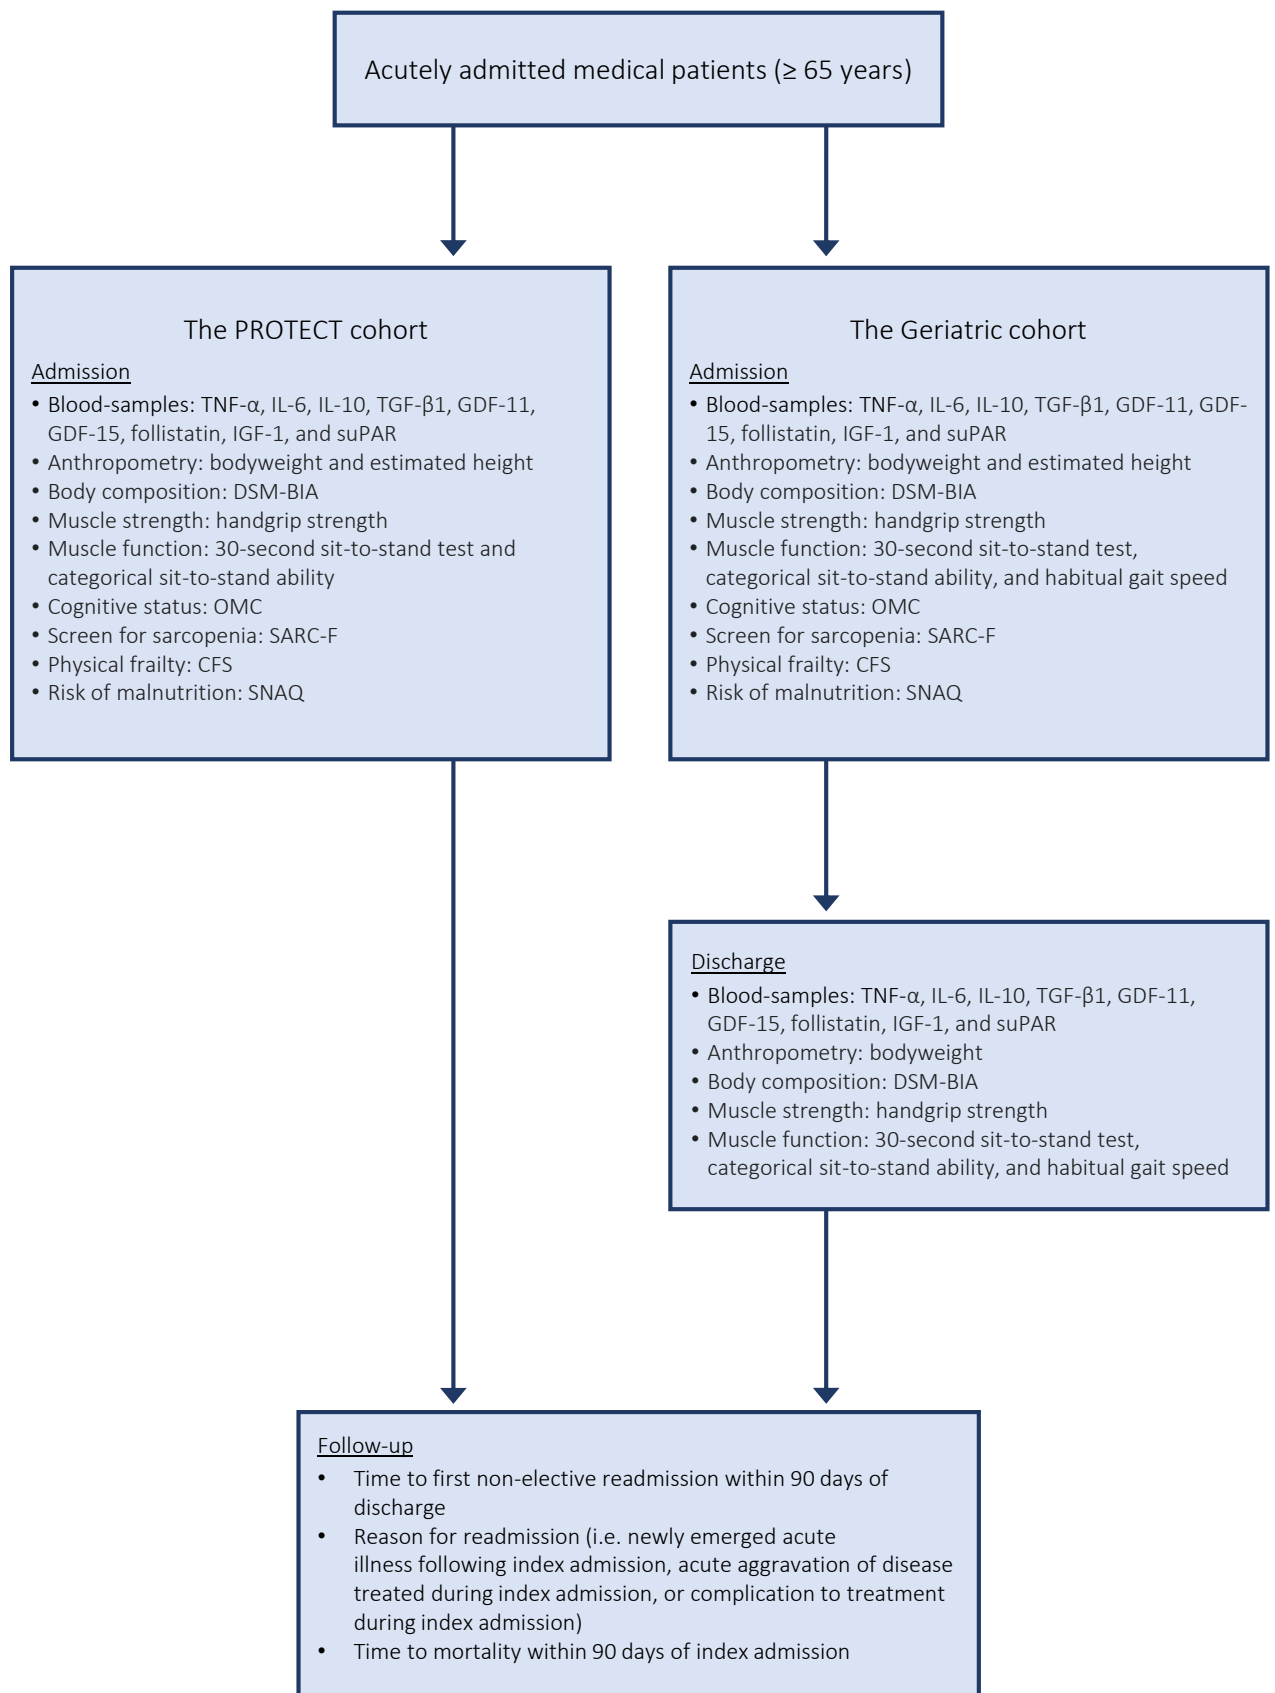 Acutely admitted medical patients (≥ 65 years)
The PROTECT cohort
Admission
• Blood-samples: TNF-α, IL-6, IL-10, TGF-β1, GDF-11,
GDF-15, follistatin, IGF-1, and suPAR
• Anthropometry: bodyweight and estimated height
• Body composition: DSM-BIA
• Muscle strength: handgrip strength
• Muscle function: 30-second sit-to-stand test and
categorical sit-to-stand ability
• Cognitive status: OMC
• Screen for sarcopenia: SARC-F
• Physical frailty: CFS
• Risk of malnutrition: SNAQ
The Geriatric cohort
Admission
• Blood-samples: TNF-α, IL-6, IL-10, TGF-β1, GDF-11, GDF-
15, follistatin, IGF-1, and suPAR
• Anthropometry: bodyweight and estimated height
• Body composition: DSM-BIA
• Muscle strength: handgrip strength
• Muscle function: 30-second sit-to-stand test,
categorical sit-to-stand ability, and habitual gait speed
• Cognitive status: OMC
• Screen for sarcopenia: SARC-F
• Physical frailty: CFS
• Risk of malnutrition: SNAQ
Discharge
• Blood-samples: TNF-α, IL-6, IL-10, TGF-β1, GDF-11,
GDF-15, follistatin, IGF-1, and suPAR
• Anthropometry: bodyweight
• Body composition: DSM-BIA
• Muscle strength: handgrip strength
• Muscle function: 30-second sit-to-stand test,
categorical sit-to-stand ability, and habitual gait speed
Follow-up
• Time to first non-elective readmission within 90 days of
discharge
• Reason for readmission (i.e. newly emerged acute
illness following index admission, acute aggravation of disease
treated during index admission, or complication to treatment
during index admission)
• Time to mortality within 90 days of index admission